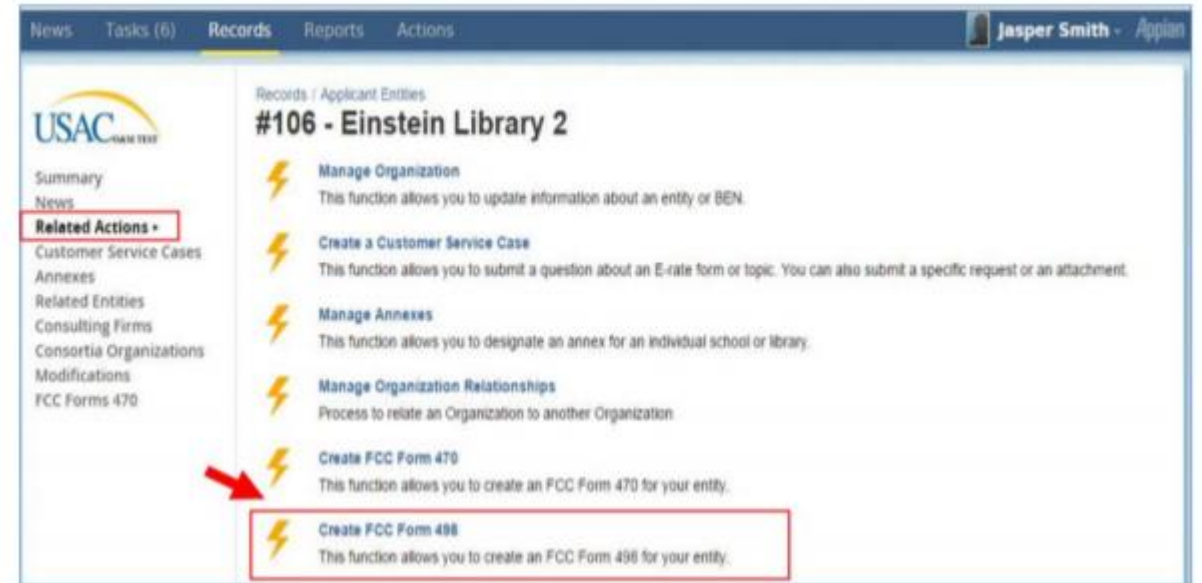 News Tasks (6) Records Reports Actions Jasper Smith - Appian
Records / Applicant Entities
#106 - Einstein Library 2
USAC
Summary
News
Related Actions •
Customer Service Cases
Annexes
Related Entities
Consulting Firms
Consortia Organizations
Modifications
FCC Forms 470
Manage Organization
This function allows you to update information about an entity or BEN.
Create a Customer Service Case
This function allows you to submit a question about an E-rate form or topic. You can also submit a specific request or an attachment.
Manage Annexes
This function allows you to designate an annex for an individual school or library.
Manage Organization Relationships
Process to relate an Organization to another Organization
Create FCC Form 470
This function allows you to create an FCC Form 470 for your entity.
Create FCC Form 498
This function allows you to create an FCC Form 498 for your entity.